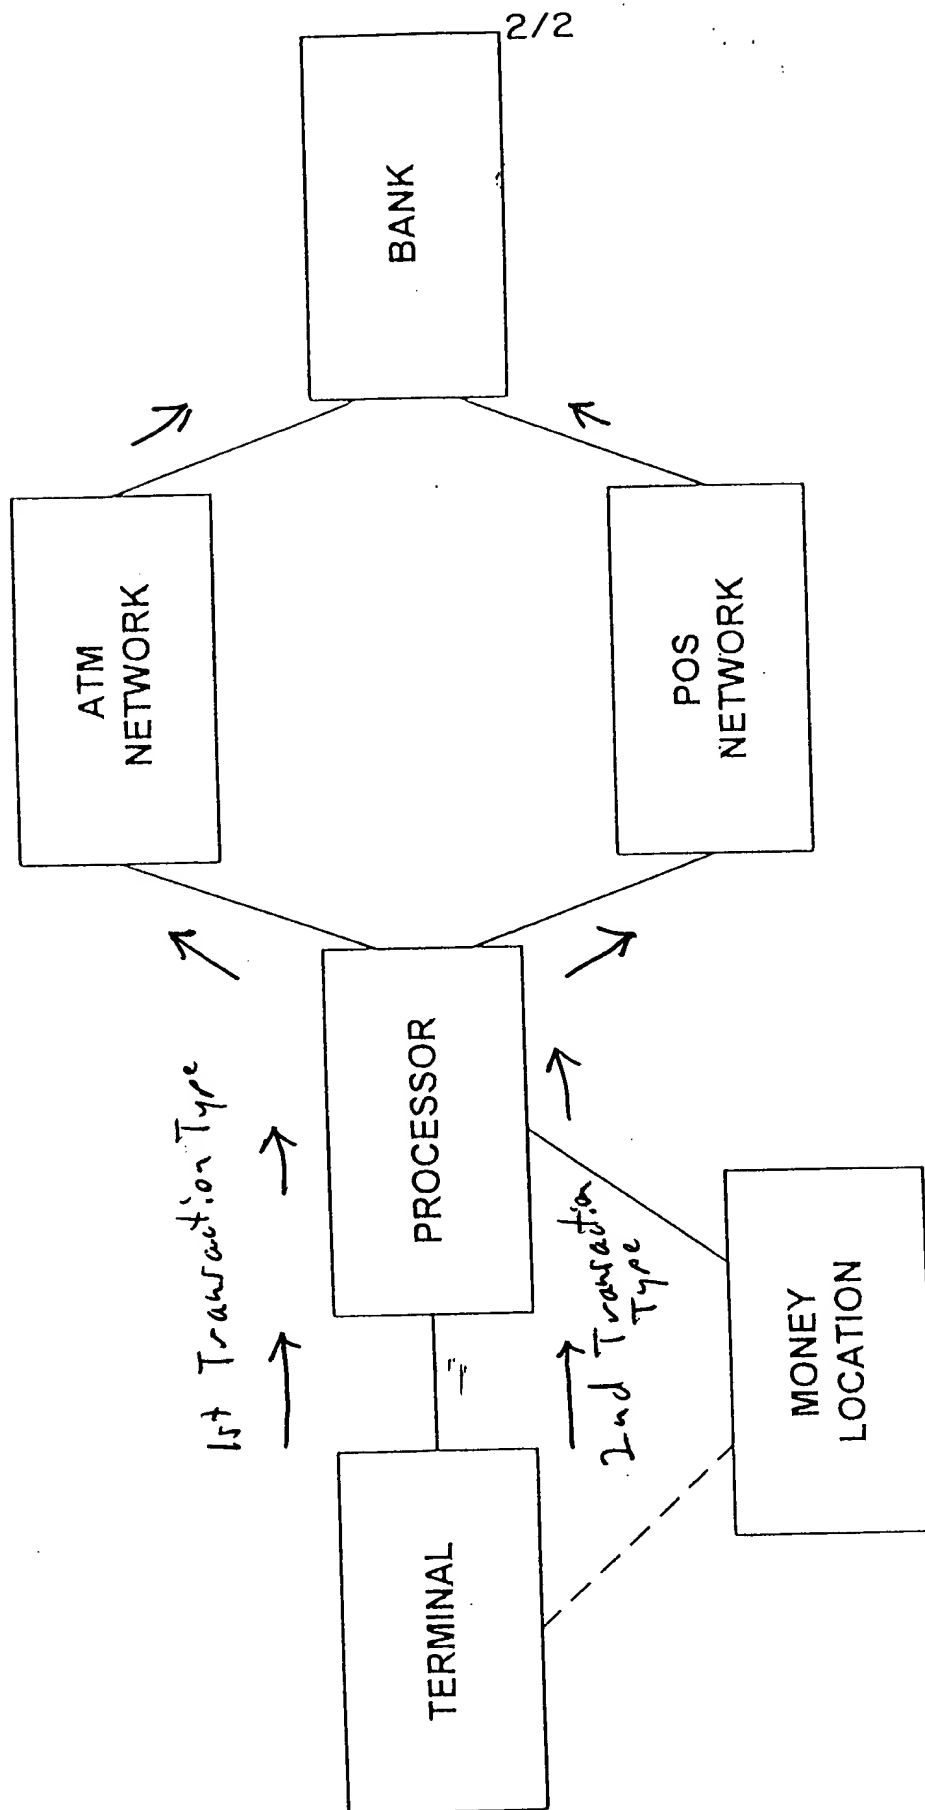 2/2
BANK
ATM
NETWORK
POS
NETWORK
1st Transaction Type
PROCESSOR
2nd Transaction
Type
MONEY
LOCATION
TERMINAL